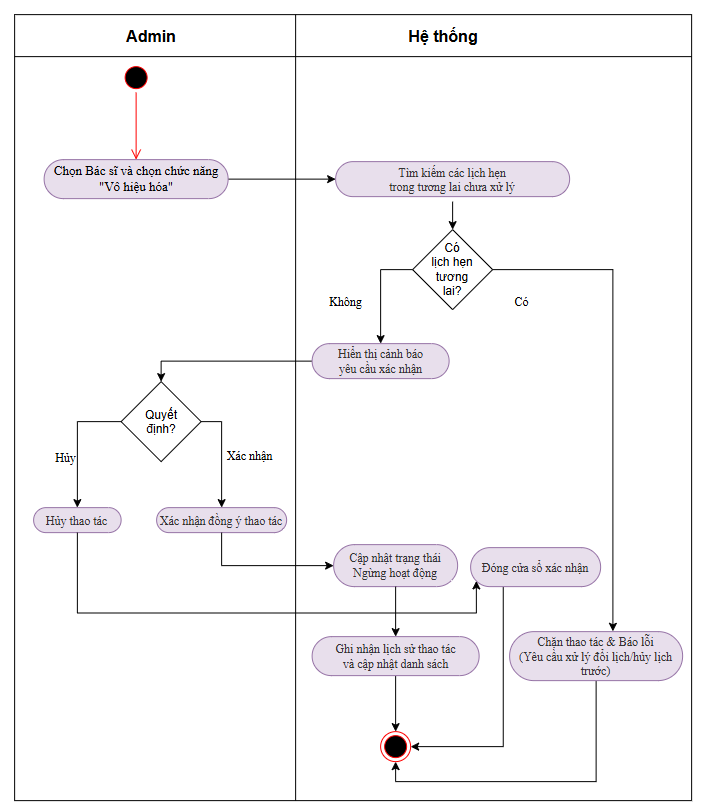 Admin
Hệ thống
Chọn Bác sĩ và chọn chức năng
"Vô hiệu hóa"
Tìm kiếm các lịch hẹn
trong tương lai chưa xử lý
Có
lịch hẹn
tương
lai?
Không
Có
Hiển thị cảnh báo
yêu cầu xác nhận
Quyết
định?
Hủy
Xác nhận
Hủy thao tác
Xác nhận đồng ý thao tác
Cập nhật trạng thái
Ngừng hoạt động
Đóng cửa sổ xác nhận
Ghi nhận lịch sử thao tác
và cập nhật danh sách
Chặn thao tác & Báo lỗi
(Yêu cầu xử lý đổi lịch/hủy lịch
trước)